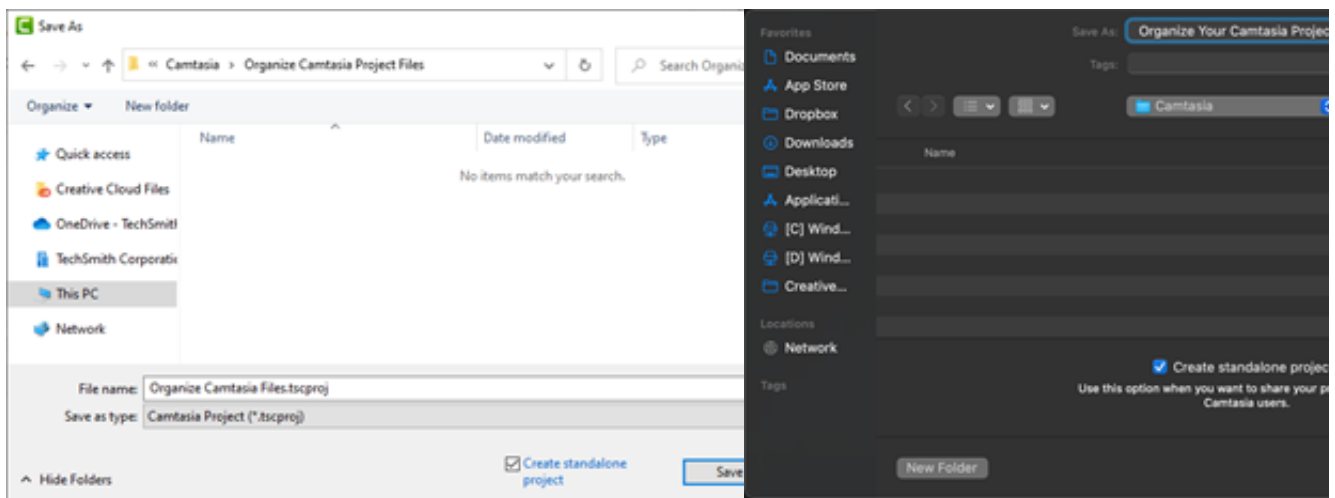 Save As
« Camtasia › Organize Camtasia Project Files
Search Organiz
Organize
New folder
Name
Date modified
Type
No items match your search.
Quick access
Creative Cloud Files
OneDrive - TechSmitl
TechSmith Corporatic
This PC
Network
File name:
Organize Camtasia Files.tscproj
Save as type:
Camtasia Project (*.tscproj)
Create standalone
project
Save
Hide Folders
Favorites
Documents
App Store
Dropbox
Downloads
Desktop
Applicati...
[C] Wind...
[D] Wind...
Creative...
Locations
Network
Tags
Save As:
Organize Your Camtasia Projec
Tags:
Camtasia
Name
Create standalone projec
Use this option when you want to share your pr
Camtasia users.
New Folder